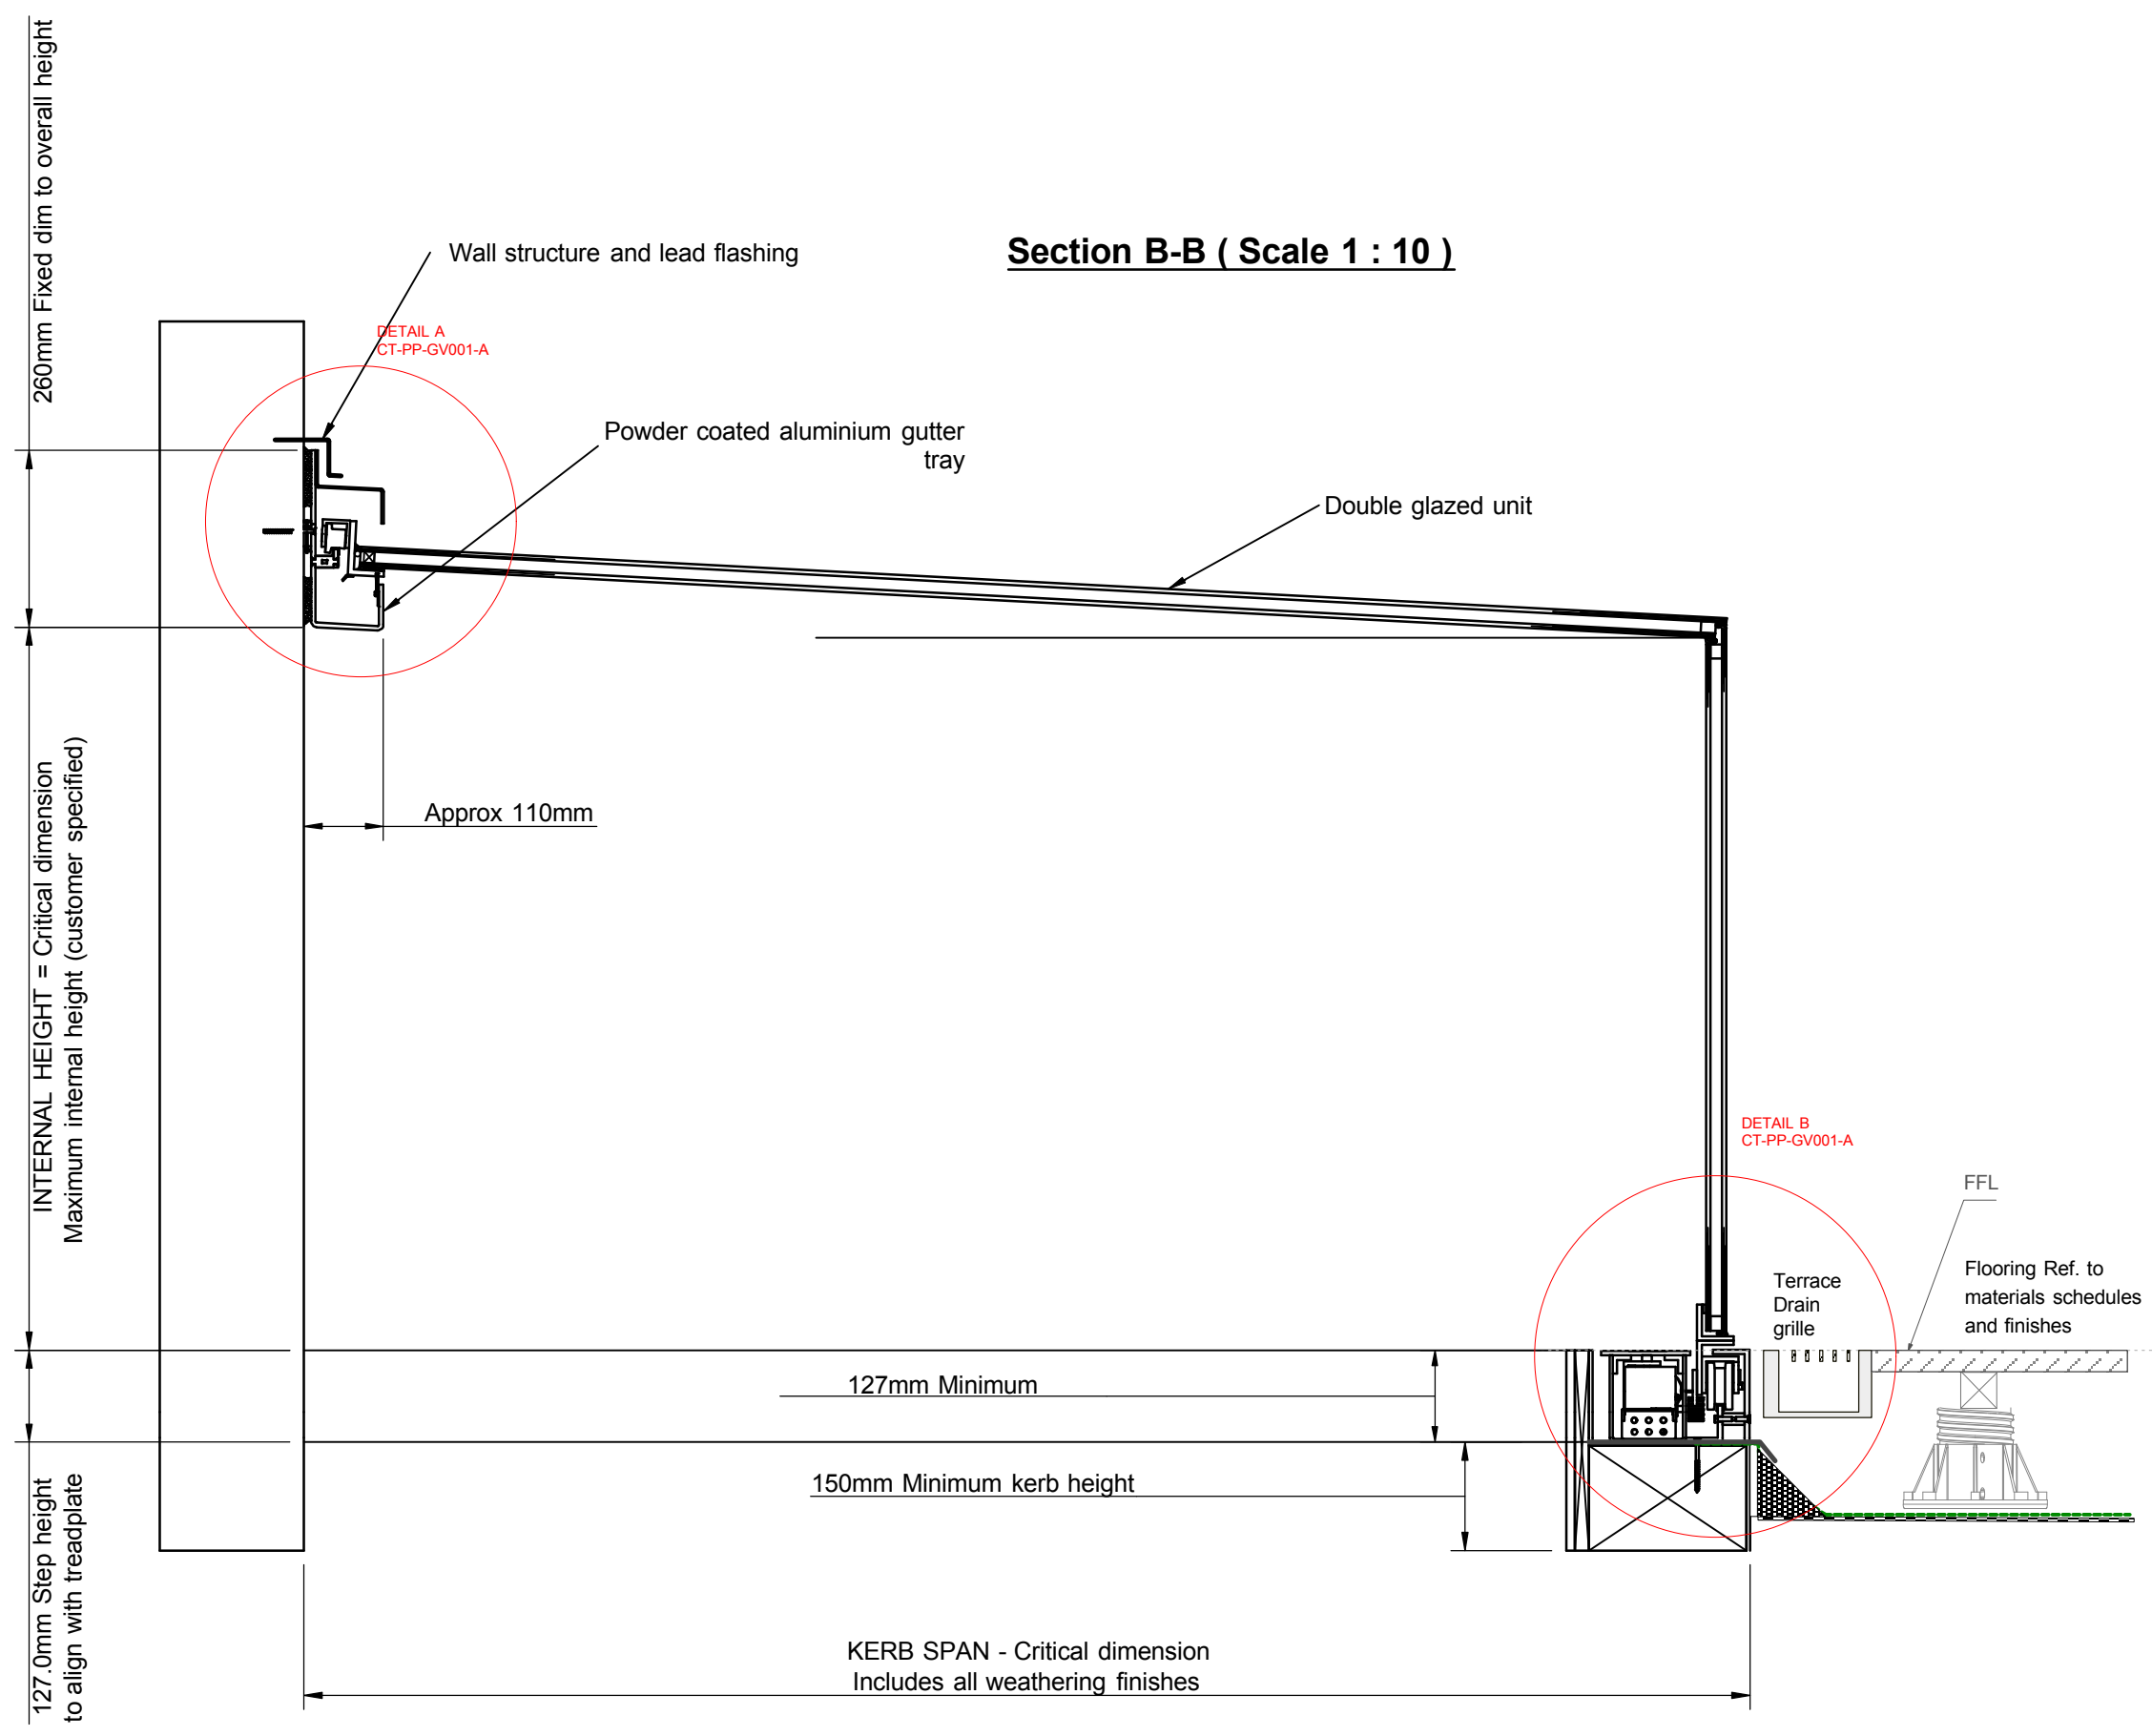 260mm Fixed dim to overall height
Wall structure and lead flashing
Section B-B ( Scale 1 : 10 )
DETAIL A
CT-PP-GV001-A
Powder coated aluminium gutter
tray
Double glazed unit
INTERNAL HEIGHT = Critical dimension
Maximum internal height (customer specified)
Approx 110mm
DETAIL B
CT-PP-GV001-A
FFL
Terrace
Drain
grille
Flooring Ref. to
materials schedules
and finishes
127mm Minimum
150mm Minimum kerb height
127.0mm Step height
to align with treadplate
KERB SPAN - Critical dimension
Includes all weathering finishes